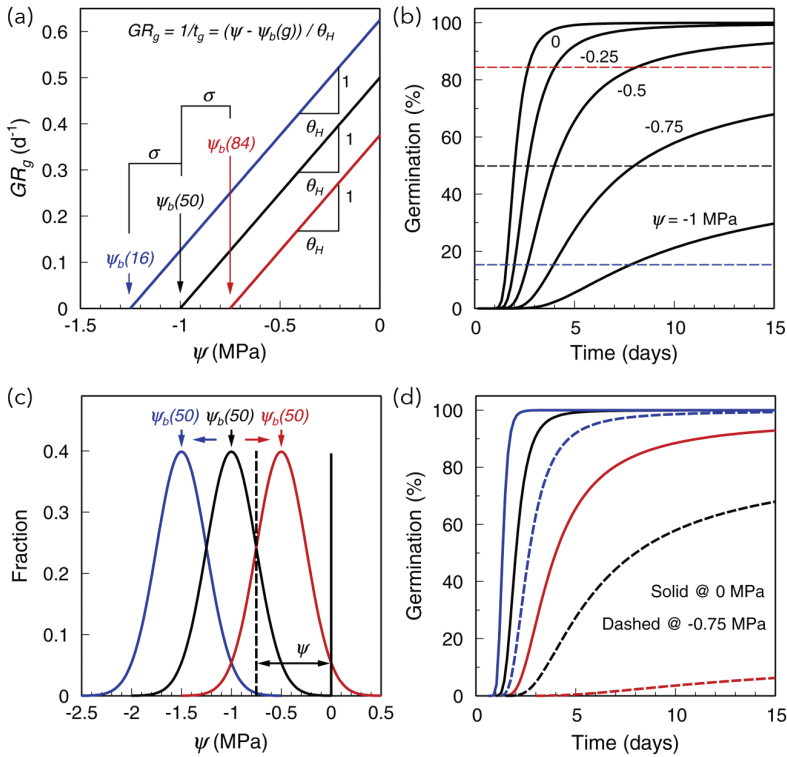 (a)
GRg = 1/tg = (ψ - ψb(g)) / θH
0.6
0.5
0.4
0.3
0.2
0.1
0
GRg (d-1)
σ
σ
ψb(84)
ψb(50)
ψb(16)
1
θH
1
θH
1
θH
-1.5
-1
-0.5
0
ψ (MPa)
(b)
100
80
60
40
20
0
Germination (%)
0
-0.25
-0.5
-0.75
ψ = -1 MPa
0
5
10
15
Time (days)
(c)
ψb(50)
ψb(50)
ψb(50)
0.4
0.3
0.2
0.1
0
Fraction
ψ
-2.5
-2
-1.5
-1
-0.5
0
0.5
ψ (MPa)
(d)
100
80
60
40
20
0
Germination (%)
Solid @ 0 MPa
Dashed @ -0.75 MPa
0
5
10
15
Time (days)